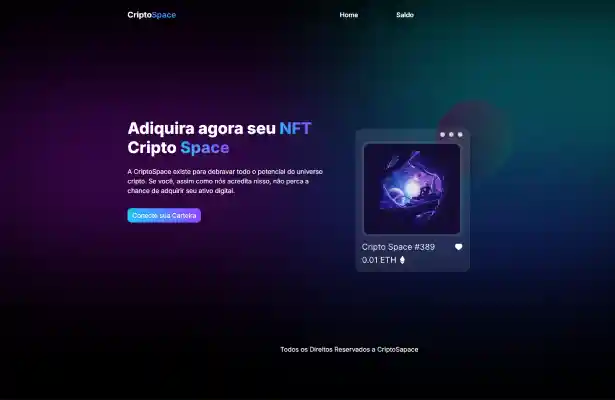 CriptoSpace
Home
Saldo
Adiquira agora seu NFT
Cripto Space
A CriptoSpace existe para debravar todo o potencial do universo
cripto. Se você, assim como nós acredita nisso, não perca a
chance de adquirir seu ativo digital.
Conecte sua Carteira
Cripto Space #389
0.01 ETH
Todos os Direitos Reservados a CriptoSapace